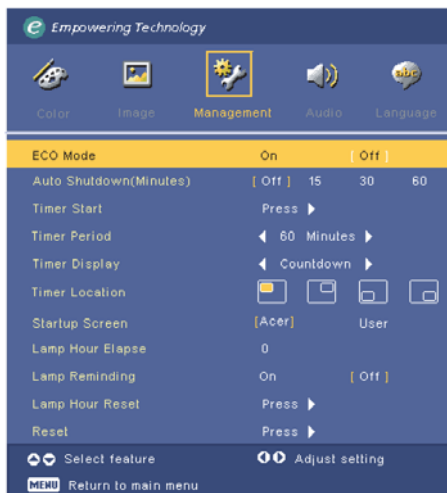 e Empowering Technology
abc
Color Image Management Audio Language
ECO Mode On [ Off ]
Auto Shutdown(Minutes) [ Off ] 15 30 60
Timer Start Press
Timer Period 60 Minutes
Timer Display Countdown
Timer Location
Startup Screen [Acer] User
Lamp Hour Elapse 0
Lamp Reminding On [ Off ]
Lamp Hour Reset Press
Reset Press
Select feature Adjust setting
MENU Return to main menu